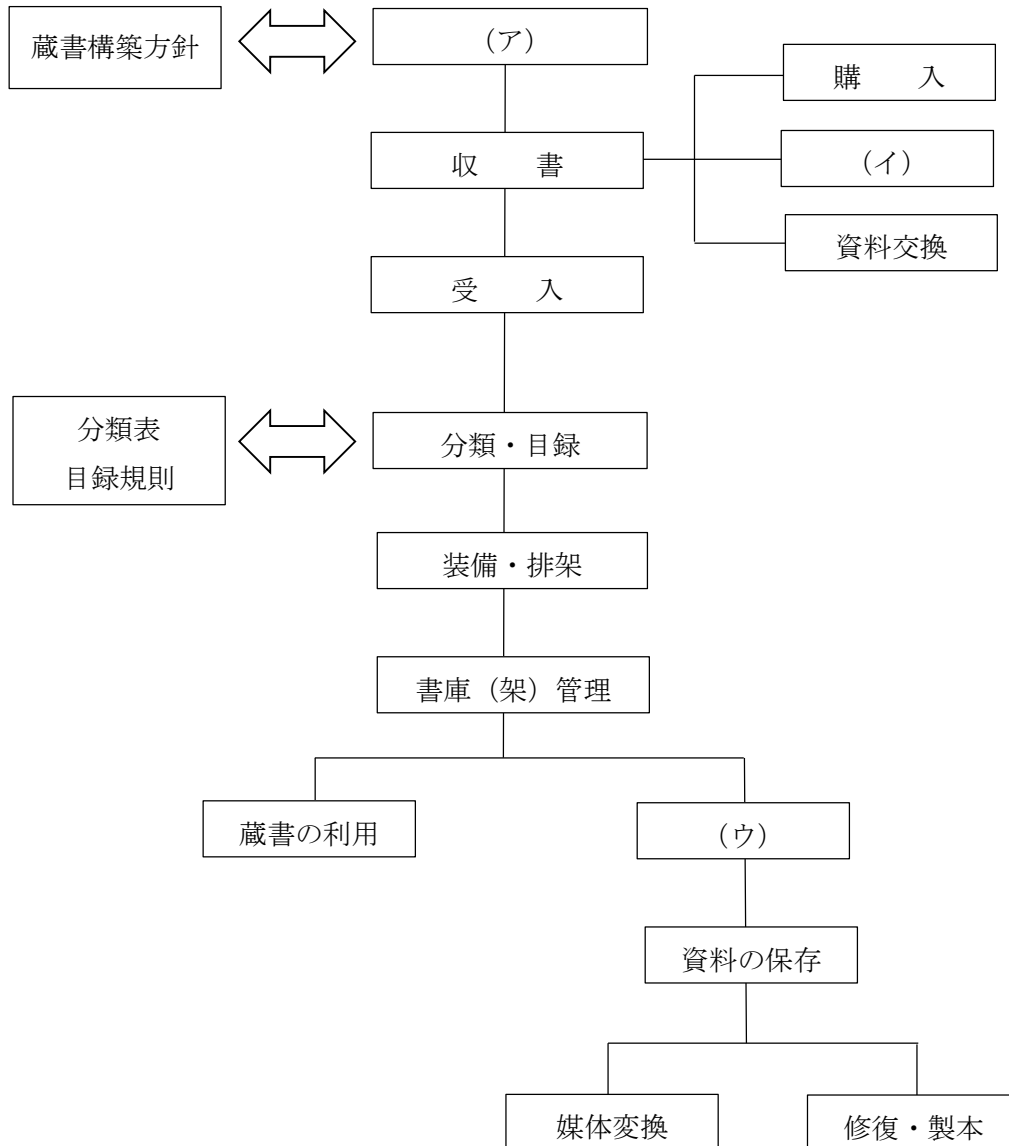 蔵書構築方針
（ア）
購　　入
収　　書
（イ）
資料交換
受　　入
分類表
目録規則
分類・目録
装備・排架
書庫（架）管理
蔵書の利用
（ウ）
資料の保存
媒体変換
修復・製本